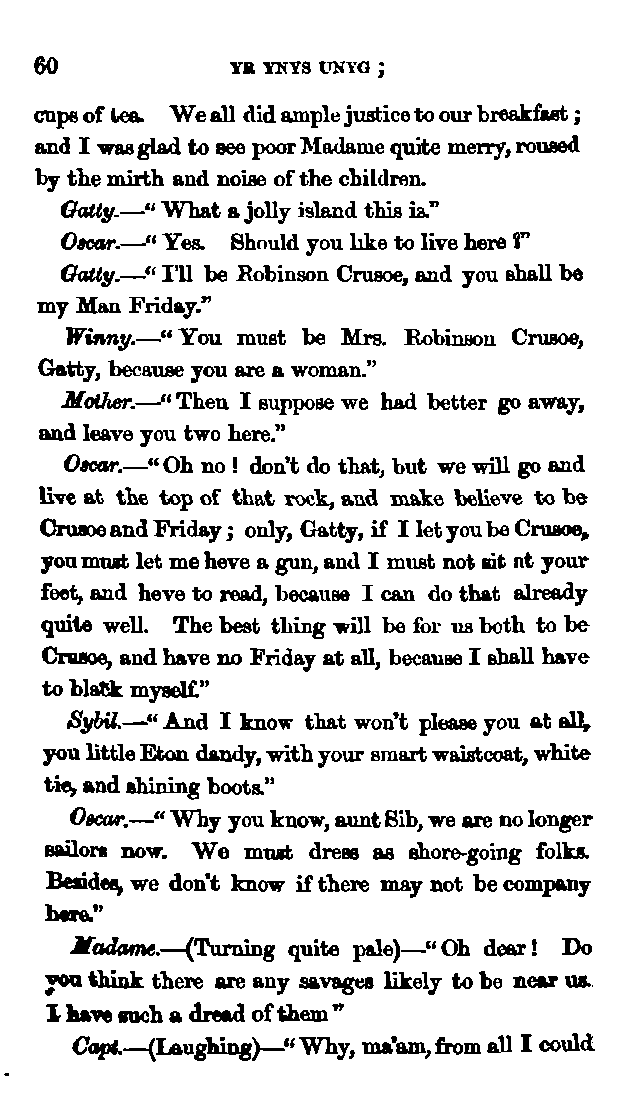 60 YR YNYS UNYG ;
cups of tea. We all did ample justice to our breakfast ;
and I was glad to see poor Madame quite merry, roused
by the mirth and noise of the children.
Gatty.—“ What a jolly island this is.”
Oscar.—“ Yes. Should you like to live here ?”
Gatty.—“ I'll be Robinson Crusoe, and you shall be
my Man Friday.”
Winny.—“ You must be Mrs. Robinson Crusoe,
Gatty, because you are a woman.”
Mother.—“ Then I suppose we had better go away,
and leave you two here.”
Oscar.—“ Oh no ! don't do that, but we will go and
live at the top of that rock, and make believe to be
Crusoe and Friday ; only, Gatty, if I let you be Crusoe,
you must let me heve a gun, and I must not sit at your
feet, and heve to read, because I can do that already
quite well. The best thing will be for us both to be
Crusoe, and have no Friday at all, because I shall have
to black myself.”
Sybil.—“ And I know that won't please you at all,
you little Eton dandy, with your smart waistcoat, white
tie, and shining boots.”
Oscar.—“ Why you know, aunt Sib, we are no longer
sailors now. We must dress as shore-going folks.
Besides, we don't know if there may not be company
here.”
Madame.—(Turning quite pale)—“ Oh dear ! Do
you think there are any savages likely to be near us.
I have such a dread of them ”
Capt.—(Laughing)—“ Why, ma'am, from all I could